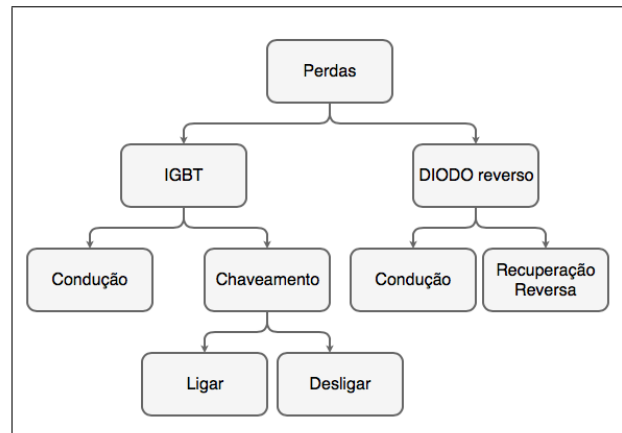 Perdas
IGBT
DIODO reverso
Condução
Chaveamento
Condução
Recuperação
Reversa
Ligar
Desligar